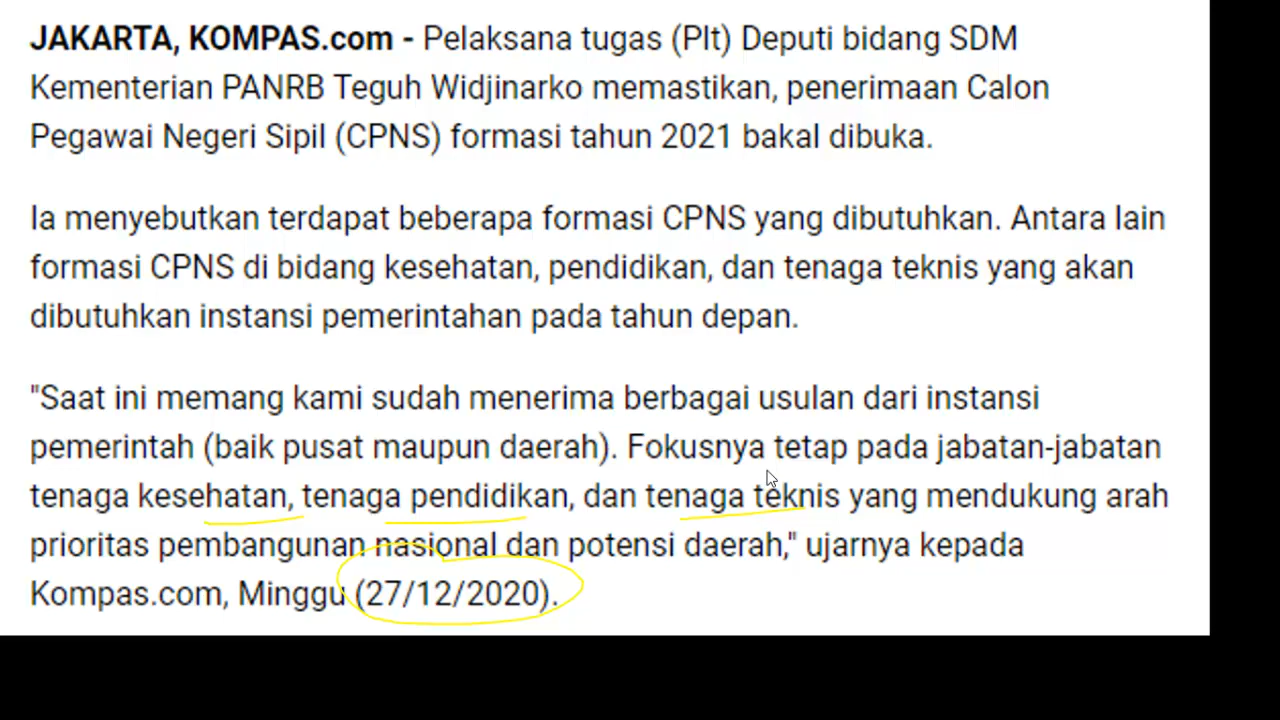 JAKARTA, KOMPAS.com - Pelaksana tugas (Plt) Deputi bidang SDM
Kementerian PANRB Teguh Widjinarko memastikan, penerimaan Calon
Pegawai Negeri Sipil (CPNS) formasi tahun 2021 bakal dibuka.
Ia menyebutkan terdapat beberapa formasi CPNS yang dibutuhkan. Antara lain
formasi CPNS di bidang kesehatan, pendidikan, dan tenaga teknis yang akan
dibutuhkan instansi pemerintahan pada tahun depan.
"Saat ini memang kami sudah menerima berbagai usulan dari instansi
pemerintah (baik pusat maupun daerah). Fokusnya tetap pada jabatan-jabatan
tenaga kesehatan, tenaga pendidikan, dan tenaga teknis yang mendukung arah
prioritas pembangunan nasional dan potensi daerah," ujarnya kepada
Kompas.com, Minggu (27/12/2020).